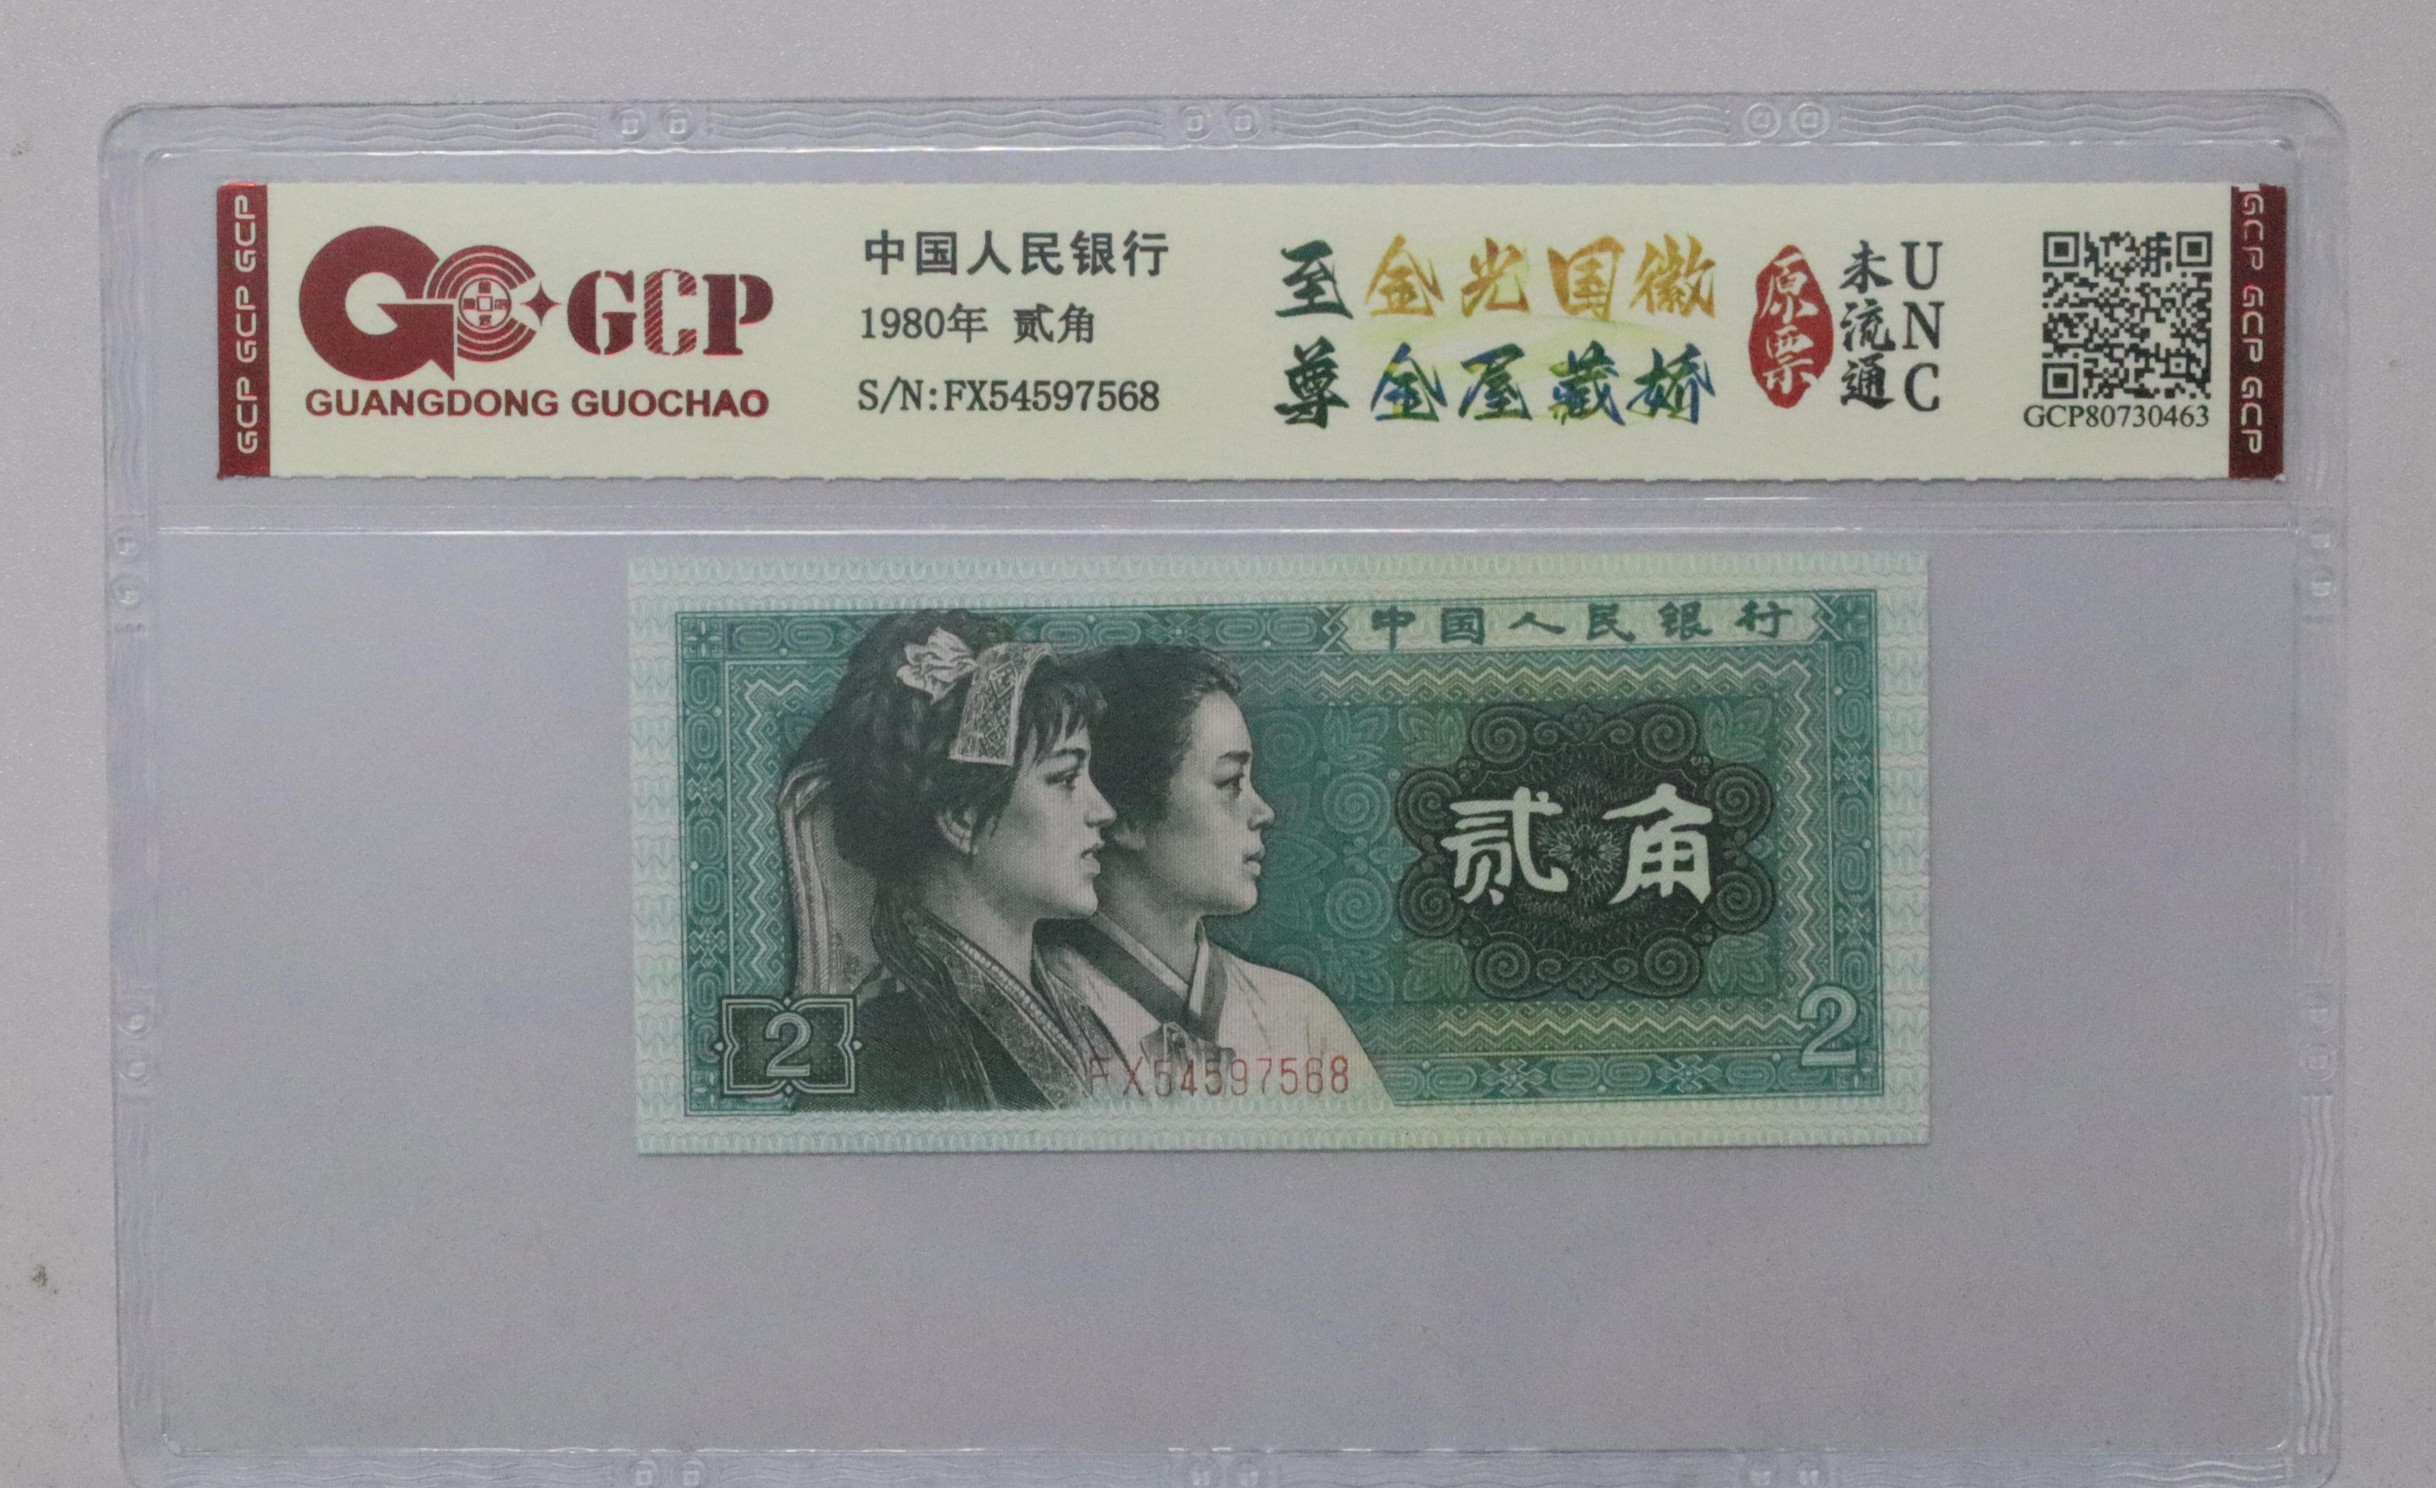 GCP GCP GCP
GCP
GUANGDONG GUOCHAO
中国人民银行
1980年 贰角
S/N:FX54597568
至尊
金光国徽
金屋藏娇
原票
未流通
UNC
GCP80730463
GCP GCP GCP
中国人民银行
贰角
2
2
FX54597568